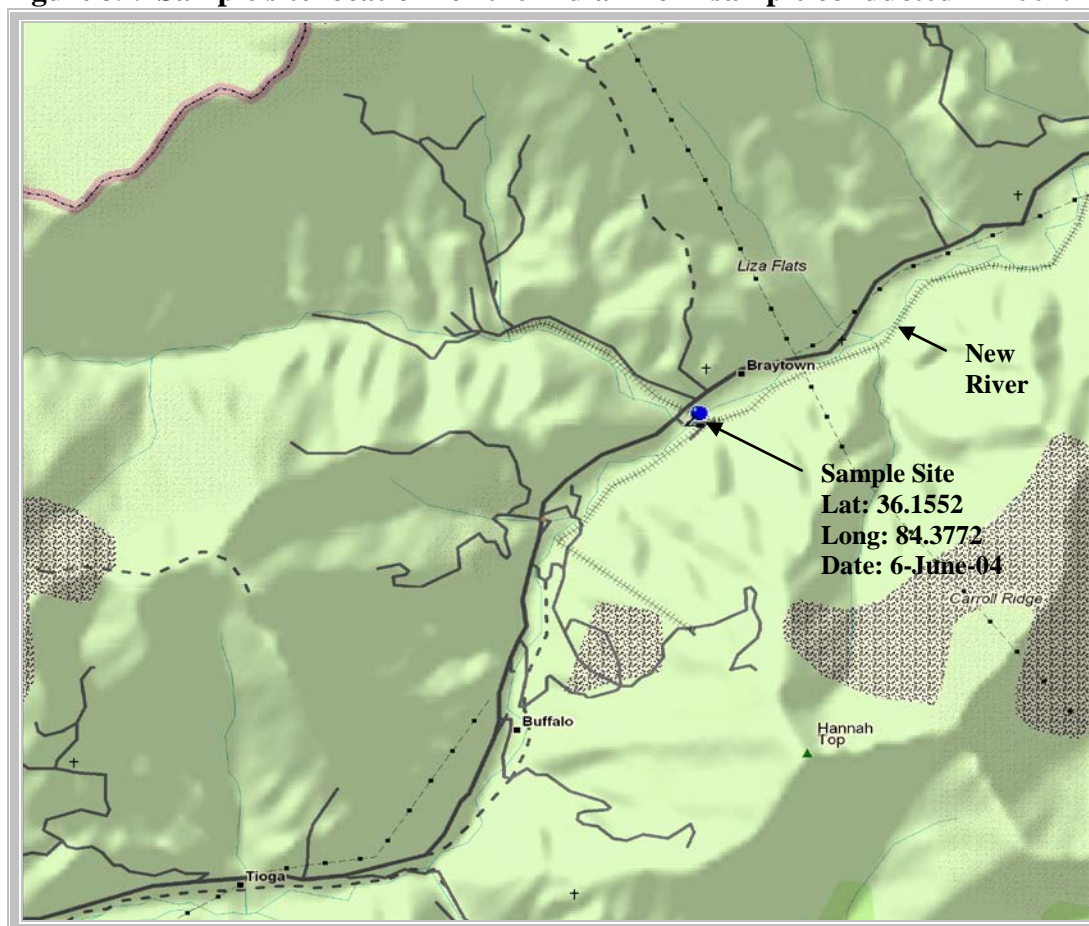 Liza Flats
New
River
Braytown
Sample Site
Lat: 36.1552
Long: 84.3772
Date: 6-June-04
Carroll Ridge
Buffalo
Hannah
Top
Tioga